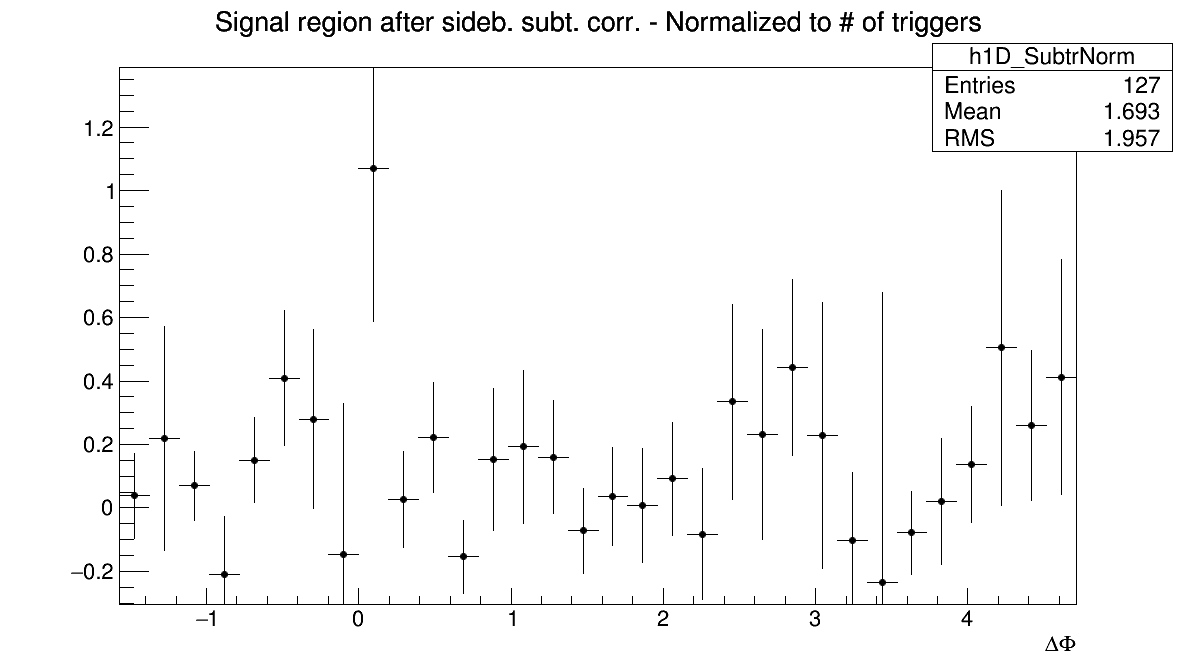 Signal region after sideb. subt. corr. - Normalized to # of triggers
h1D_SubtrNorm
Entries 127
Mean 1.693
RMS 1.957
1.2
1
0.8
0.6
0.4
0.2
0
−0.2
−1 0 1 2 3 4
ΔΦ